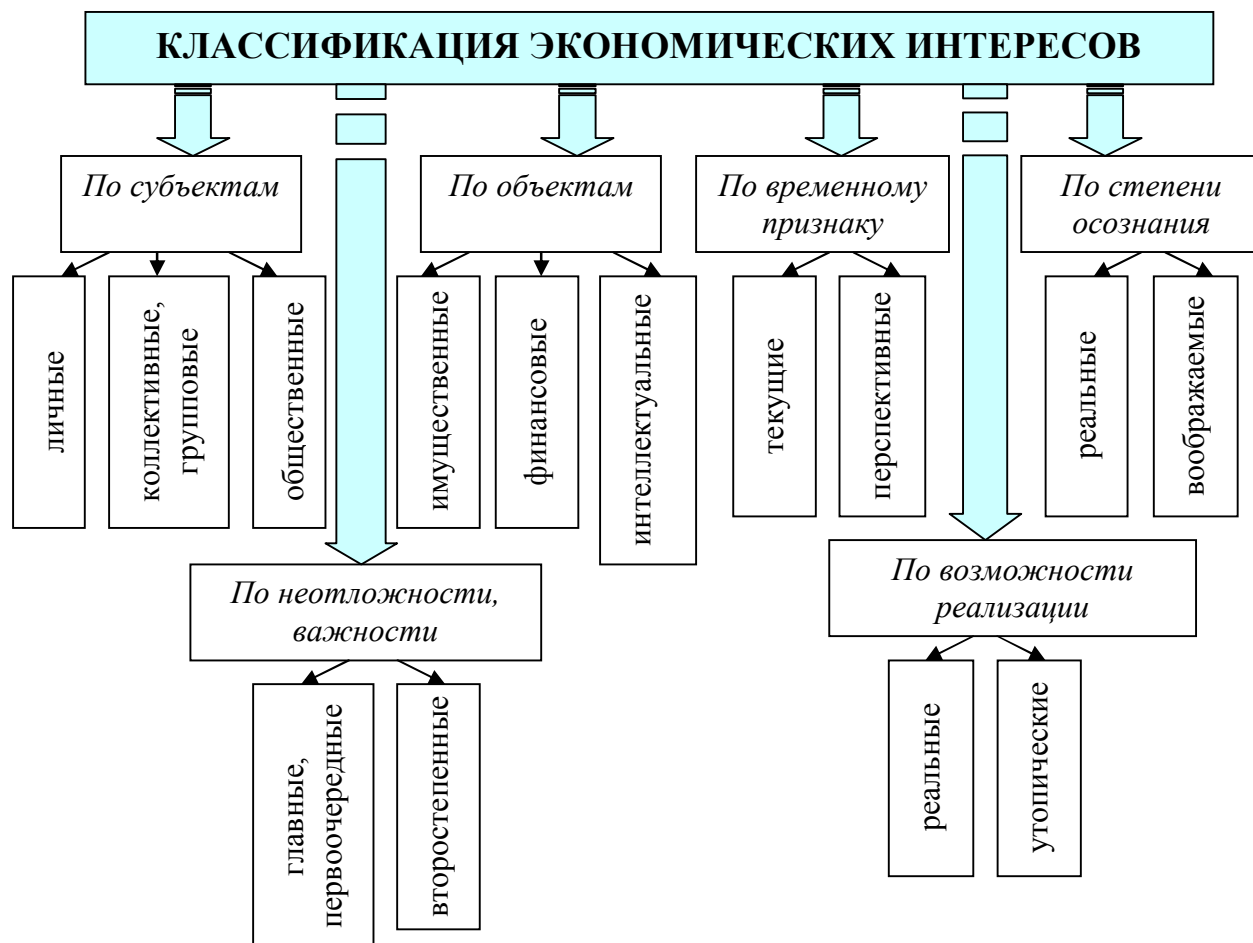 КЛАССИФИКАЦИЯ ЭКОНОМИЧЕСКИХ ИНТЕРЕСОВ
По субъектам
личные
коллективные,
групповые
общественные
По объектам
имущественные
финансовые
интеллектуальные
По временному
признаку
текущие
перспективные
По степени
осознания
реальные
воображаемые
По неотложности,
важности
главные,
первоочередные
второстепенные
По возможности
реализации
реальные
утопические